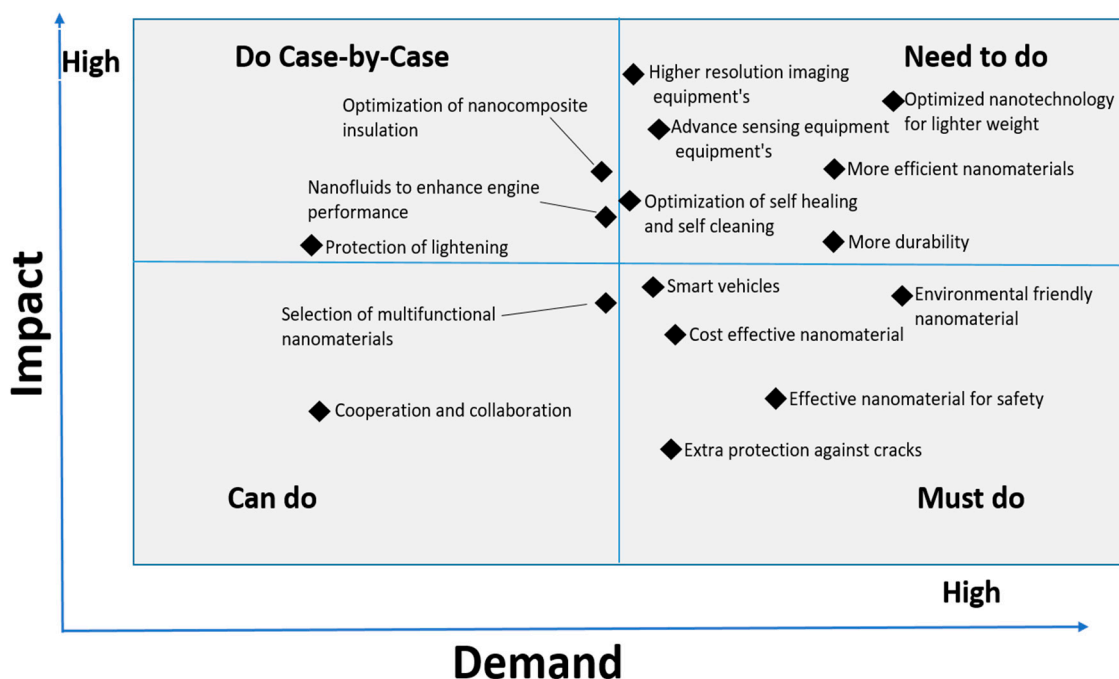 High
Do Case-by-Case
Optimization of nanocomposite
insulation
Nanofluids to enhance engine
performance
Protection of lightening
Need to do
Higher resolution imaging
equipment's
Optimized nanotechnology
for lighter weight
Advance sensing equipment
equipment's
More efficient nanomaterials
Optimization of self healing
and self cleaning
More durability
Selection of multifunctional
nanomaterials
Cooperation and collaboration
Can do
Smart vehicles
Environmental friendly
nanomaterial
Cost effective nanomaterial
Effective nanomaterial for safety
Extra protection against cracks
Must do
Impact
High
Demand